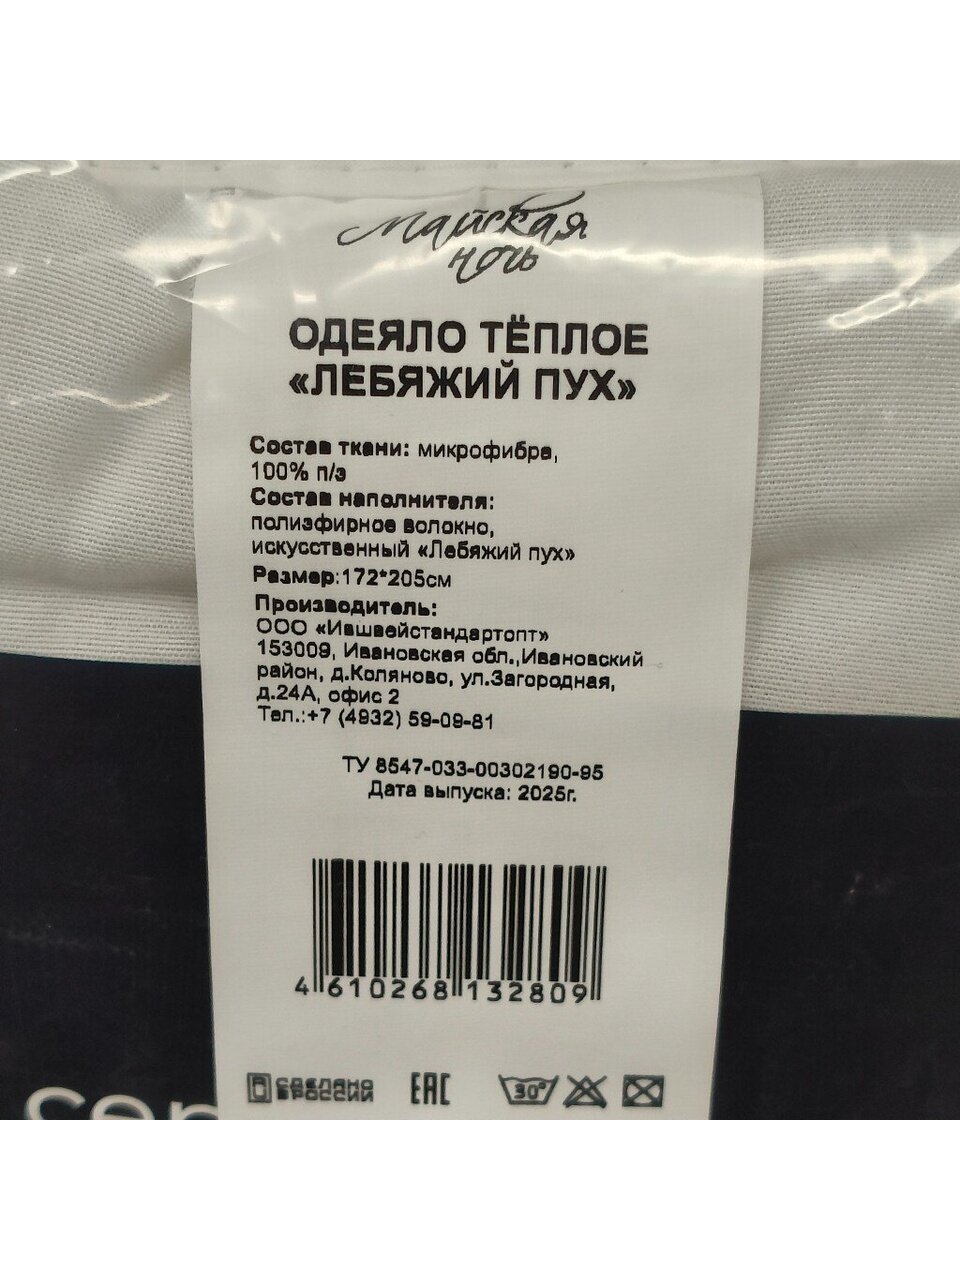 Майская
ночь
ОДЕЯЛО ТЁПЛОЕ
«ЛЕБЯЖИЙ ПУХ»
Состав ткани: микрофибра,
100% п/э
Состав наполнителя:
полиэфирное волокно,
искусственный «Лебяжий пух»
Размер:172*205см
Производитель:
ООО «Ившвейстандартопт»
153009, Ивановская обл.,Ивановский
район, д.Коляново, ул.Загородная,
д.24А, офис 2
Тел.:+7 (4932) 59-09-81
ТУ 8547-033-00302190-95
Дата выпуска: 2025г.
4 610268 132809
СДЕЛАНО
В РОССИИ
EAC
30°